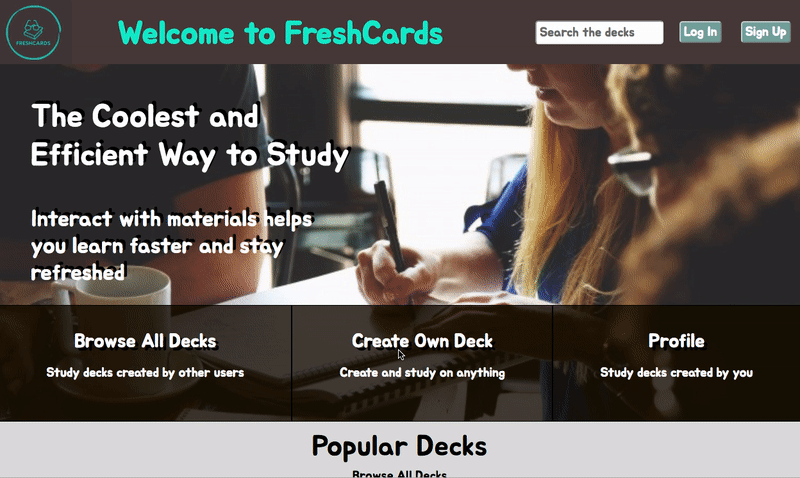 FRESHCARDS
Welcome to FreshCards
Search the decks
Log In
Sign Up
The Coolest and
Efficient Way to Study
Interact with materials helps
you learn faster and stay
refreshed
Browse All Decks
Study decks created by other users
Create Own Deck
Create and study on anything
Profile
Study decks created by you
Popular Decks
Browse All Decks